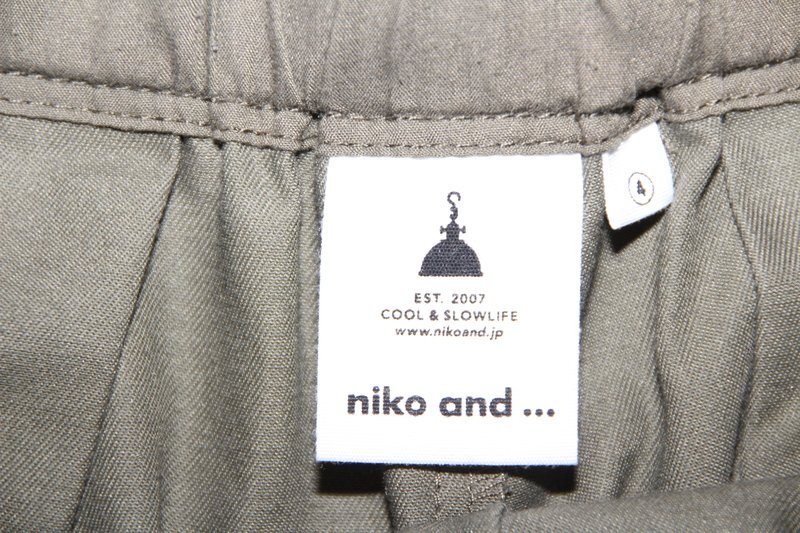 EST. 2007
COOL & SLOWLIFE
www.nikoand.jp
niko and ...
4